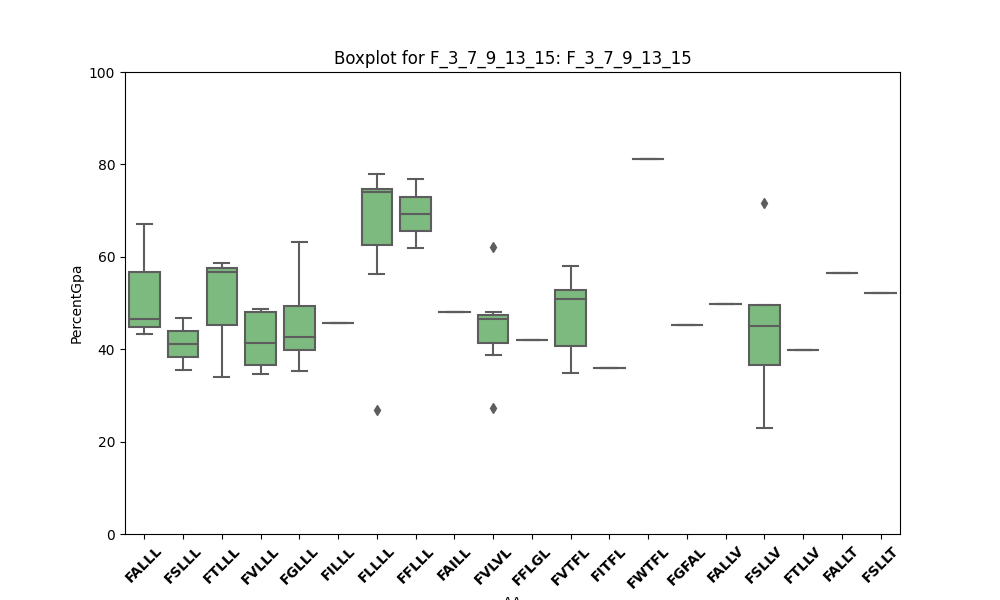 Boxplot for F_3_7_9_13_15: F_3_7_9_13_15
100
80
60
40
20
0
PercentGpa
FALLL FSLLL FTLLL FVLLL FGLLL FILLL FLLLL FFLLL FAILL FVLVL FFLGL FVTFL FITFL FWTFL FGFAL FALLV FSLLV FTLLV FALLT FSLLT
AA